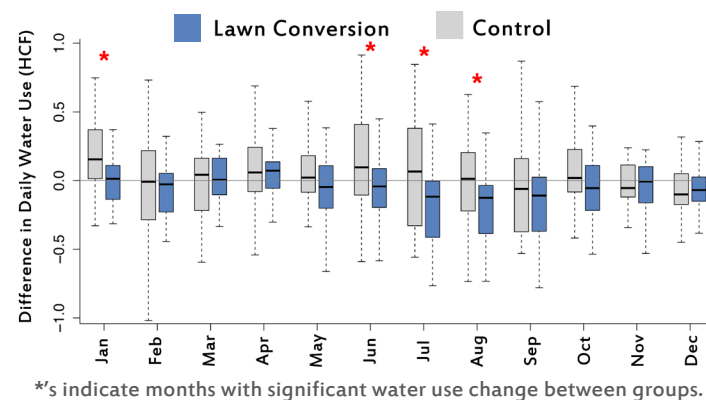 Lawn Conversion Control
Difference in Daily Water Use (HCF)
1.0
0.5
0.0
−0.5
−1.0
* * * *
Jan Feb Mar Apr May Jun Jul Aug Sep Oct Nov Dec
*'s indicate months with significant water use change between groups.